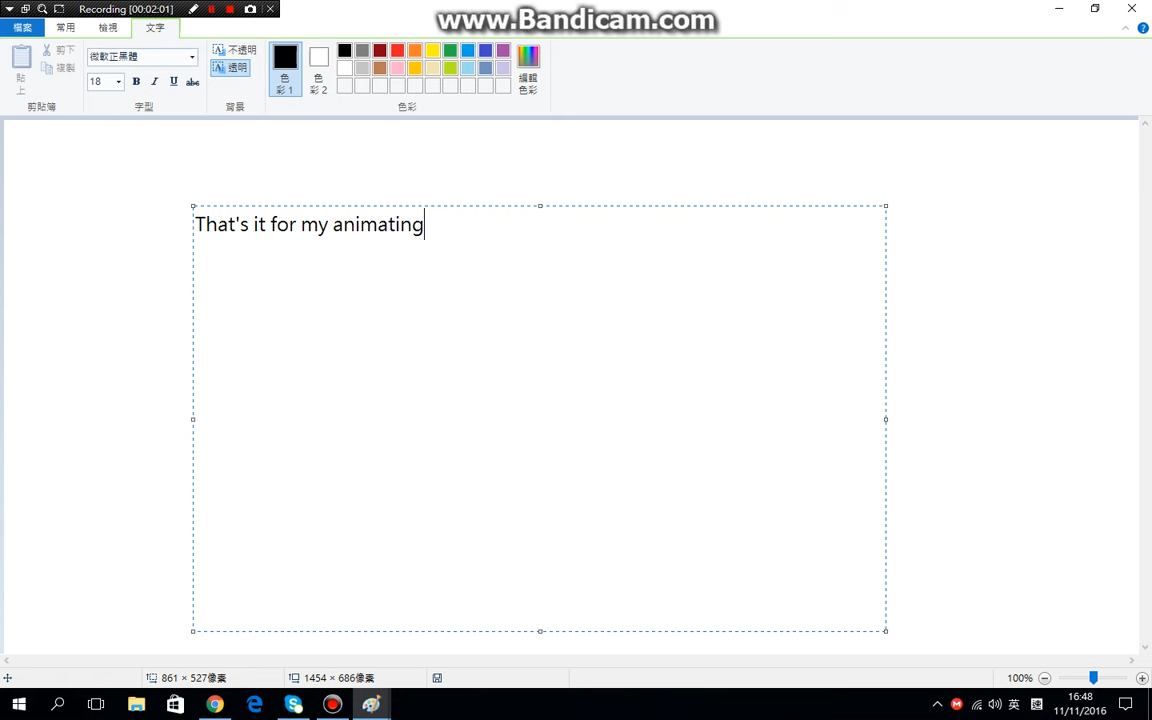 Recording [00:02:01]
www.Bandicam.com
檔案 常用 檢視 文字
貼上
剪下
複製
剪貼簿
微軟正黑體
18 B I U abc
字型
不透明
透明
背景
色彩 1
色彩 2
編輯色彩
色彩
That's it for my animating
861 × 527像素
1454 × 686像素
100%
英
16:48
11/11/2016